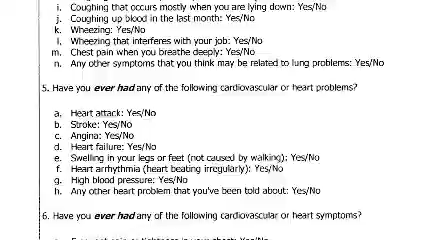 i. Coughing that occurs mostly when you are lying down: Yes/No
j. Coughing up blood in the last month: Yes/No
k. Wheezing: Yes/No
l. Wheezing that interferes with your job: Yes/No
m. Chest pain when you breathe deeply: Yes/No
n. Any other symptoms that you think may be related to lung problems: Yes/No
5. Have you ever had any of the following cardiovascular or heart problems?
a. Heart attack: Yes/No
b. Stroke: Yes/No
c. Angina: Yes/No
d. Heart failure: Yes/No
e. Swelling in your legs or feet (not caused by walking): Yes/No
f. Heart arrhythmia (heart beating irregularly): Yes/No
g. High blood pressure: Yes/No
h. Any other heart problem that you've been told about: Yes/No
6. Have you ever had any of the following cardiovascular or heart symptoms?